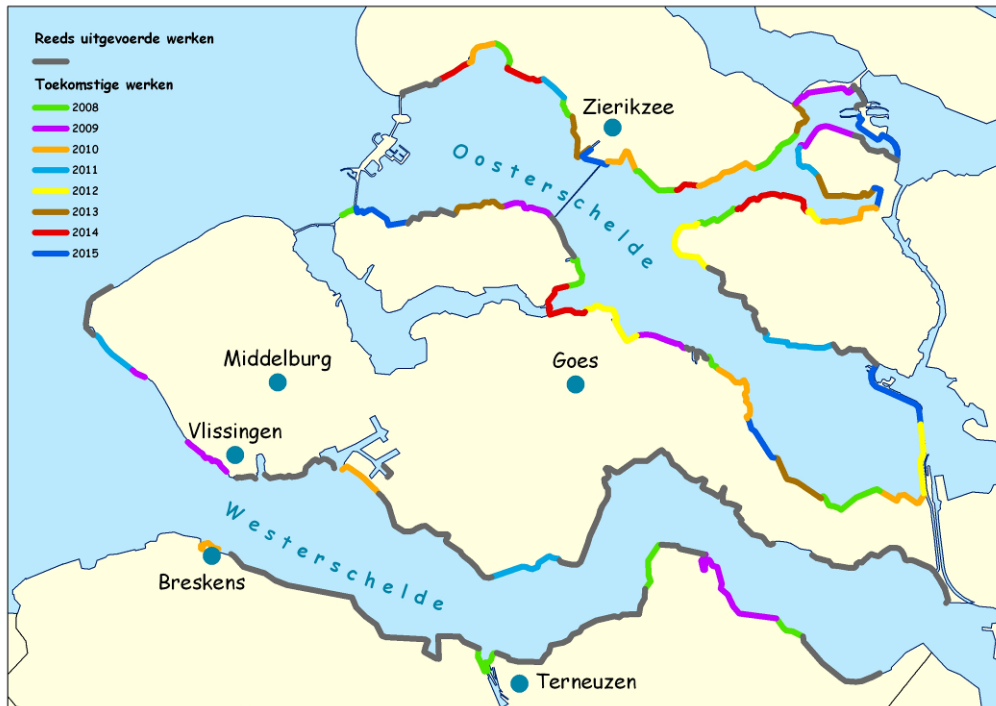 Reeds uitgevoerde werken
Toekomstige werken
2008
2009
2010
2011
2012
2013
2014
2015
Zierikzee
Oosterschelde
Middelburg
Goes
Vlissingen
Westerschelde
Breskens
Terneuzen